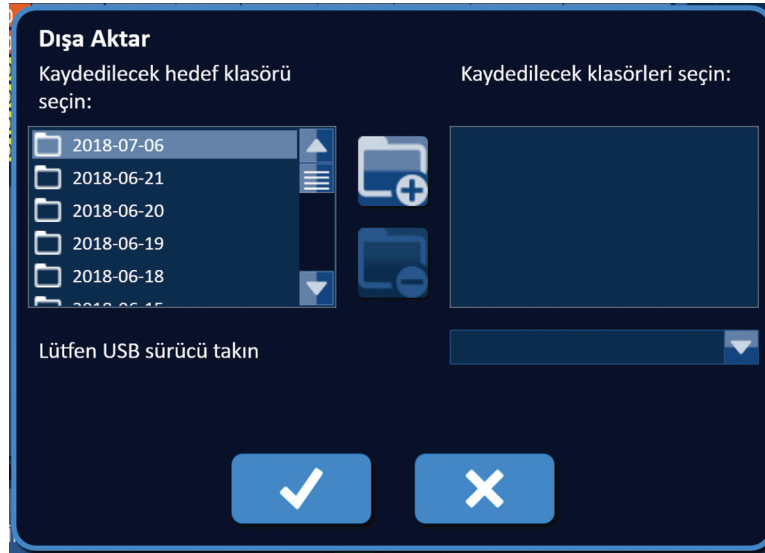 Dışa Aktar
Kaydedilecek hedef klasörü
seçin:
Kaydedilecek klasörleri seçin:
2018-07-06
2018-06-21
2018-06-20
2018-06-19
2018-06-18
Lütfen USB sürücü takın